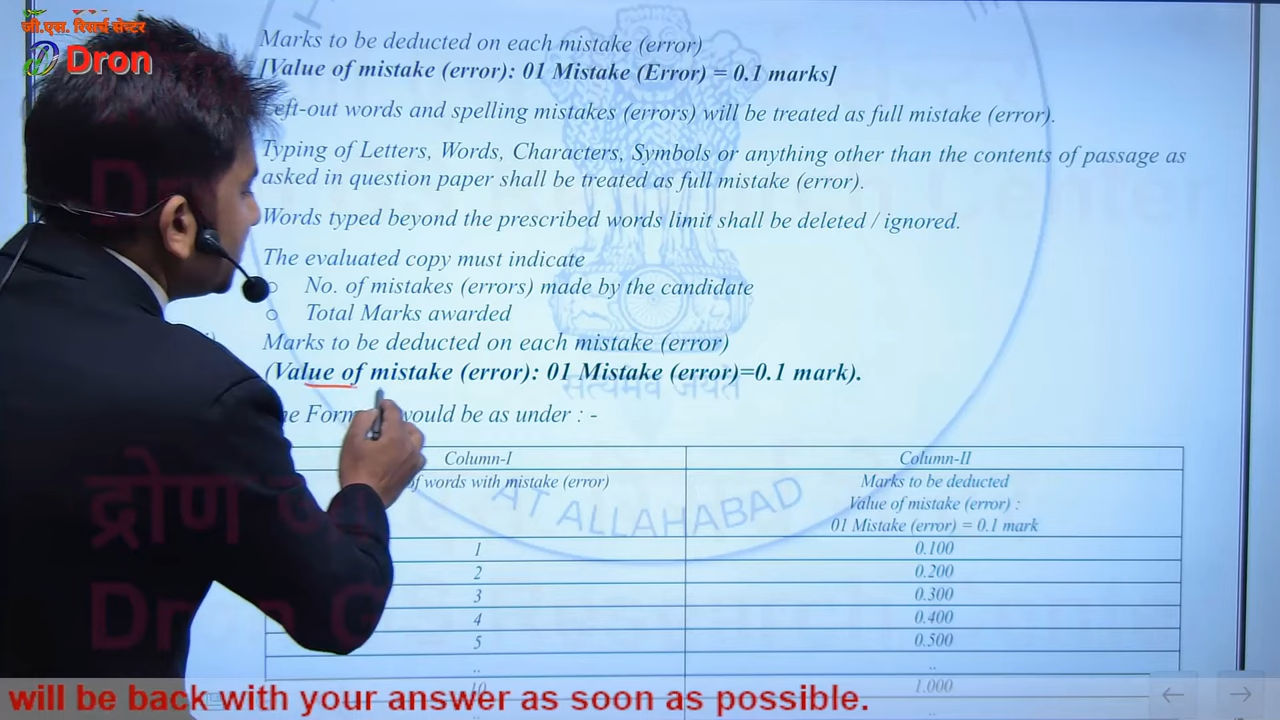 जी.एस. रिसर्च सेन्टर
Dron
Marks to be deducted on each mistake (error)
[Value of mistake (error): 01 Mistake (Error) = 0.1 marks]
Left-out words and spelling mistakes (errors) will be treated as full mistake (error).
Typing of Letters, Words, Characters, Symbols or anything other than the contents of passage as
asked in question paper shall be treated as full mistake (error).
Words typed beyond the prescribed words limit shall be deleted / ignored.
The evaluated copy must indicate
o No. of mistakes (errors) made by the candidate
o Total Marks awarded
Marks to be deducted on each mistake (error)
(Value of mistake (error): 01 Mistake (error)=0.1 mark).
सत्यमेव जयते
would be as under : -
Column-I Column-II
of words with mistake (error) Marks to be deducted
Value of mistake (error) :
01 Mistake (error) = 0.1 mark
AT ALLAHABAD
1 0.100
2 0.200
3 0.300
4 0.400
5 0.500
.. ..
10 1.000
द्रोण
Dron
will be back with your answer as soon as possible.